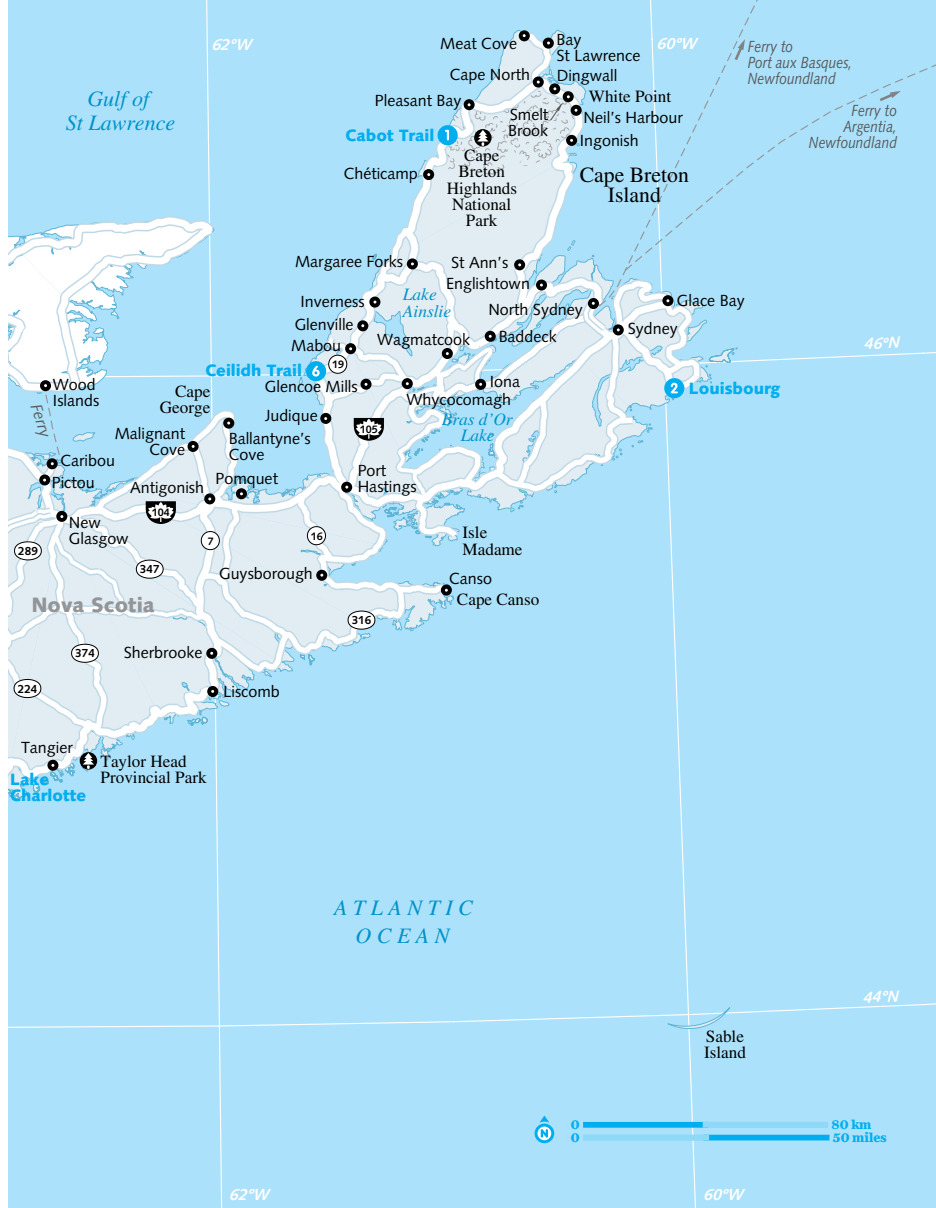 62°W
60°W
Meat Cove
Bay
St Lawrence
Ferry to
Port aux Basques,
Newfoundland
Cape North
Dingwall
Gulf of
St Lawrence
Pleasant Bay
White Point
Smelt
Brook
Neil's Harbour
Ferry to
Argentia,
Newfoundland
Cabot Trail
1
Ingonish
Cape
Breton
Highlands
National
Park
Chéticamp
Cape Breton
Island
Margaree Forks
St Ann's
Englishtown
Lake
Ainslie
Inverness
North Sydney
Glace Bay
Glenville
Sydney
Wagmatcook
Baddeck
Mabou
46°N
19
Ceilidh Trail
6
Glencoe Mills
Iona
2
Louisbourg
Whycocomagh
Wood
Islands
Cape
George
Ferry
Judique
Bras d'Or
Lake
105
Malignant
Cove
Ballantyne's
Cove
Caribou
Pictou
Antigonish
Pomquet
Port
Hastings
104
New
Glasgow
7
16
Isle
Madame
289
347
Guysborough
Canso
Cape Canso
Nova Scotia
316
374
Sherbrooke
224
Liscomb
Tangier
Taylor Head
Provincial Park
Lake
Charlotte
ATLANTIC
OCEAN
44°N
Sable
Island
N
0
80 km
0
50 miles
62°W
60°W